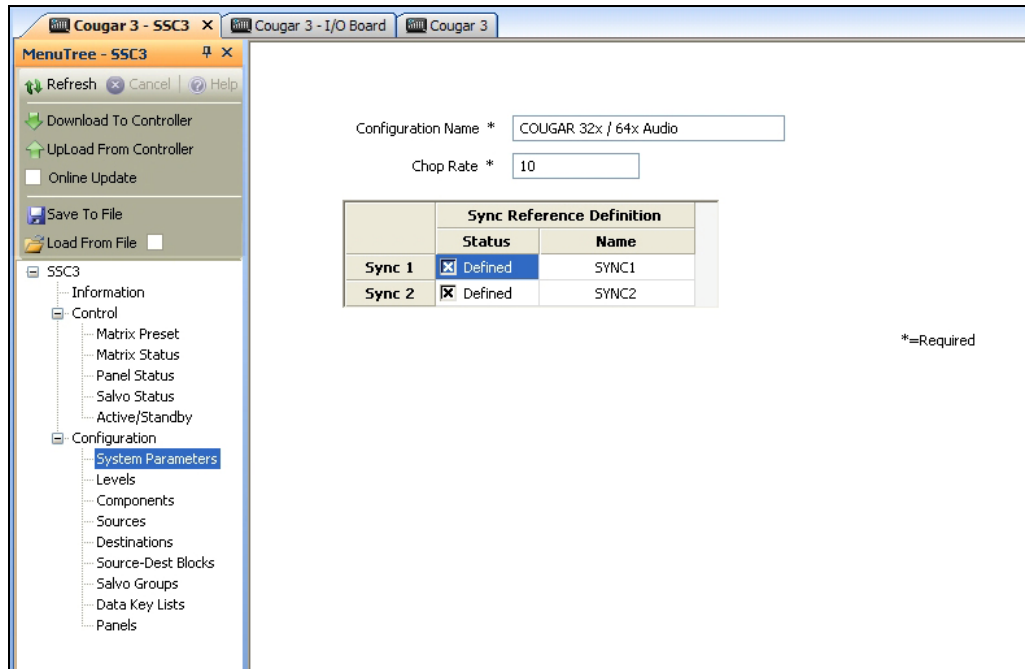 Cougar 3 - SSC3 X Cougar 3 - I/O Board Cougar 3
MenuTree - SSC3
Refresh Cancel Help
Download To Controller
UpLoad From Controller
Online Update
Save To File
Load From File
SSC3
Information
Control
Matrix Preset
Matrix Status
Panel Status
Salvo Status
Active/Standby
Configuration
System Parameters
Levels
Components
Sources
Destinations
Source-Dest Blocks
Salvo Groups
Data Key Lists
Panels
Configuration Name * COUGAR 32x / 64x Audio
Chop Rate * 10
Sync Reference Definition
Status Name
Sync 1 Defined SYNC1
Sync 2 Defined SYNC2
*=Required